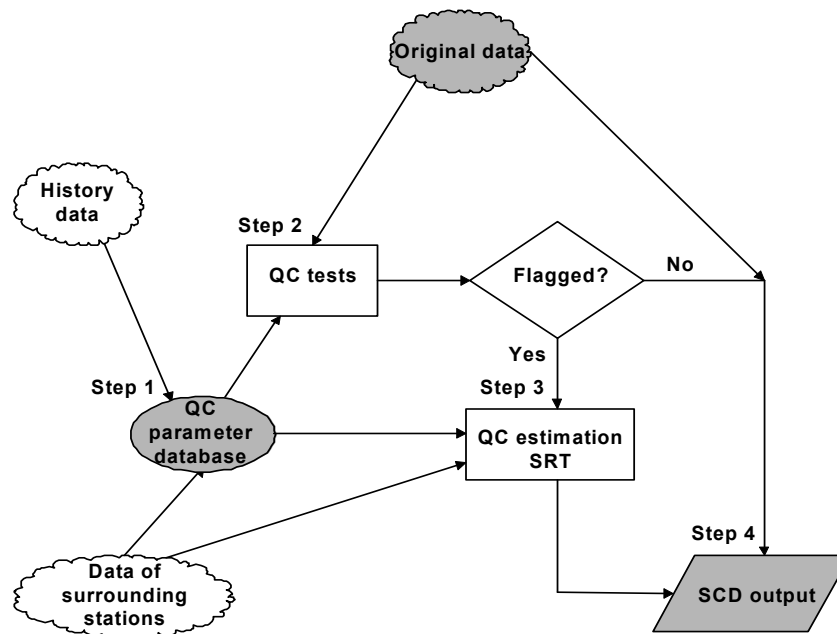 Original data
History
data
Step 2
QC tests
Flagged?
No
Yes
Step 1
Step 3
QC
parameter
database
QC estimation
SRT
Step 4
Data of
surrounding
stations
SCD output